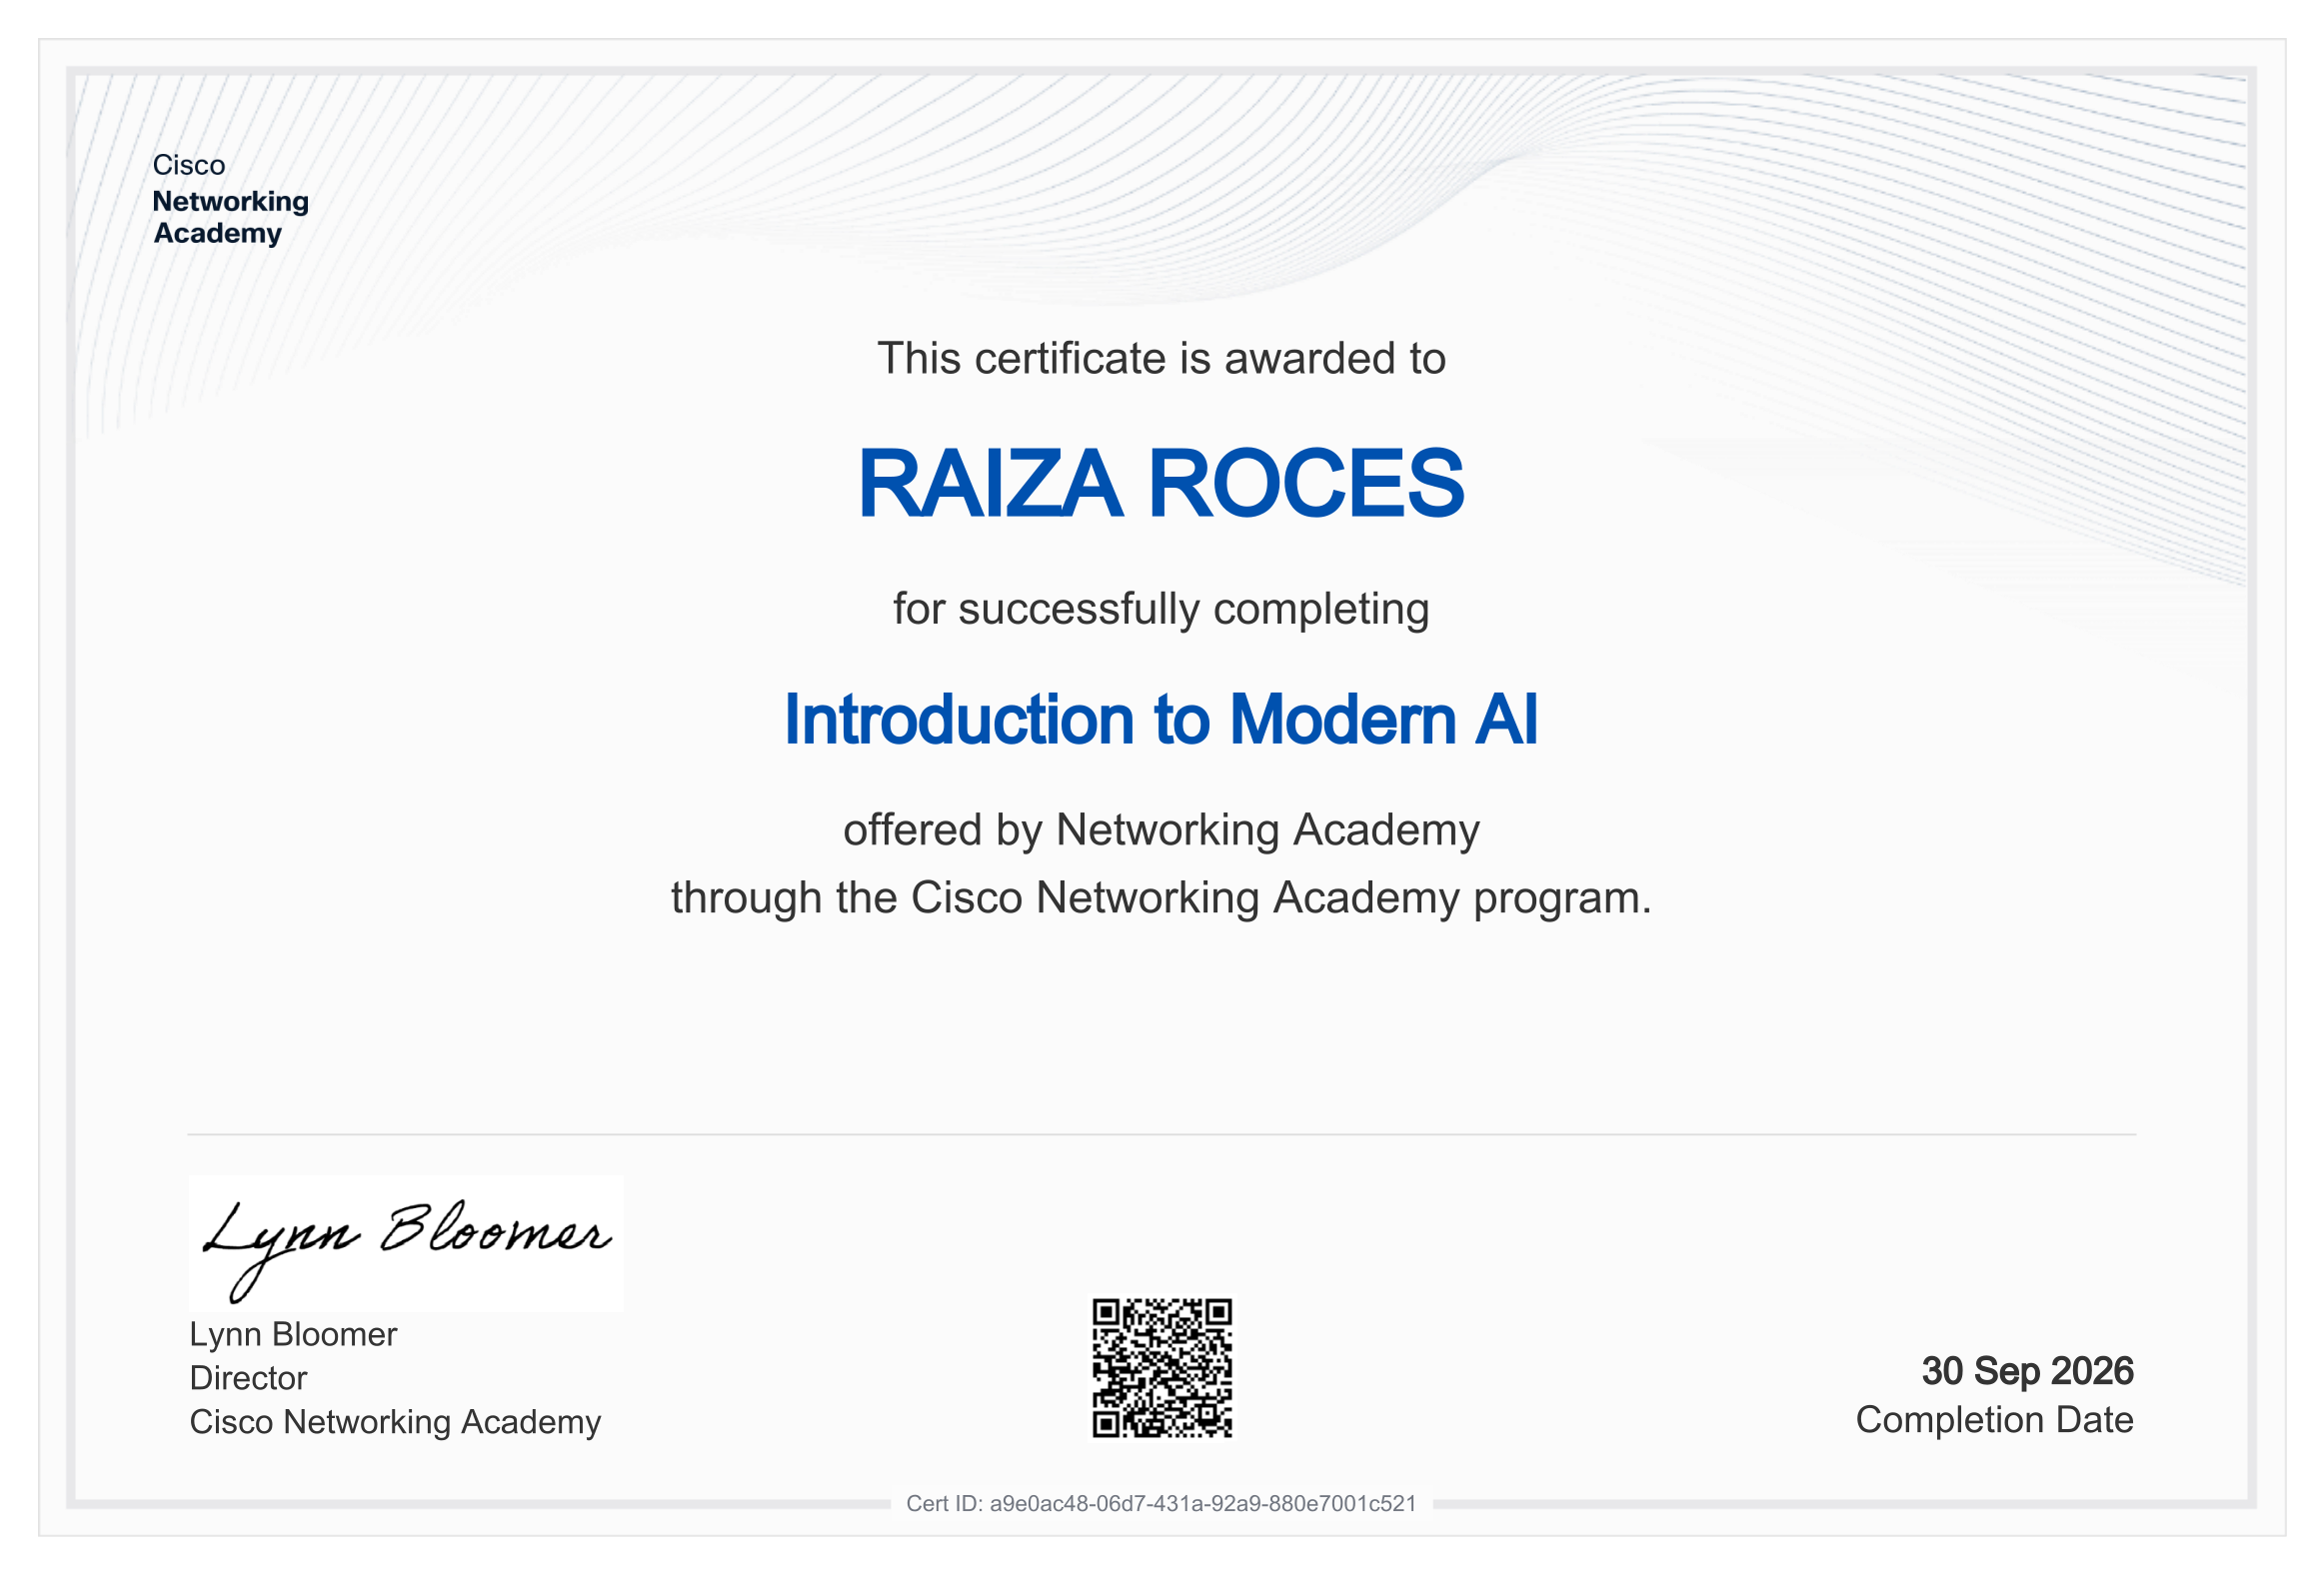 Cisco
Networking
Academy
This certificate is awarded to
RAIZA ROCES
for successfully completing
Introduction to Modern AI
offered by Networking Academy
through the Cisco Networking Academy program.
Lynn Bloomer
Lynn Bloomer
Director
Cisco Networking Academy
30 Sep 2026
Completion Date
Cert ID: a9e0ac48-06d7-431a-92a9-880e7001c521